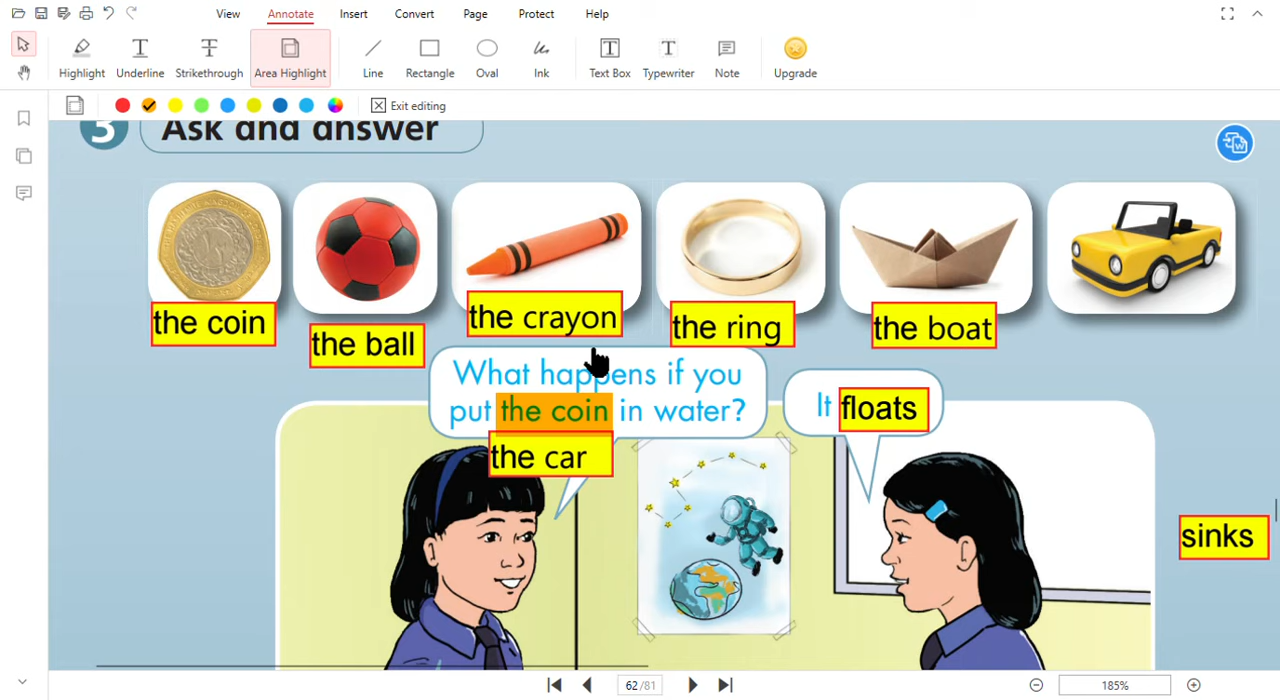 View Annotate Insert Convert Page Protect Help
Highlight Underline Strikethrough Area Highlight Line Rectangle Oval Ink Text Box Typewriter Note Upgrade
Exit editing
3 Ask and answer
the coin
the ball
the crayon
the ring
the boat
What happens if you
put the coin in water?
the car
It floats
sinks
62 /81
185%